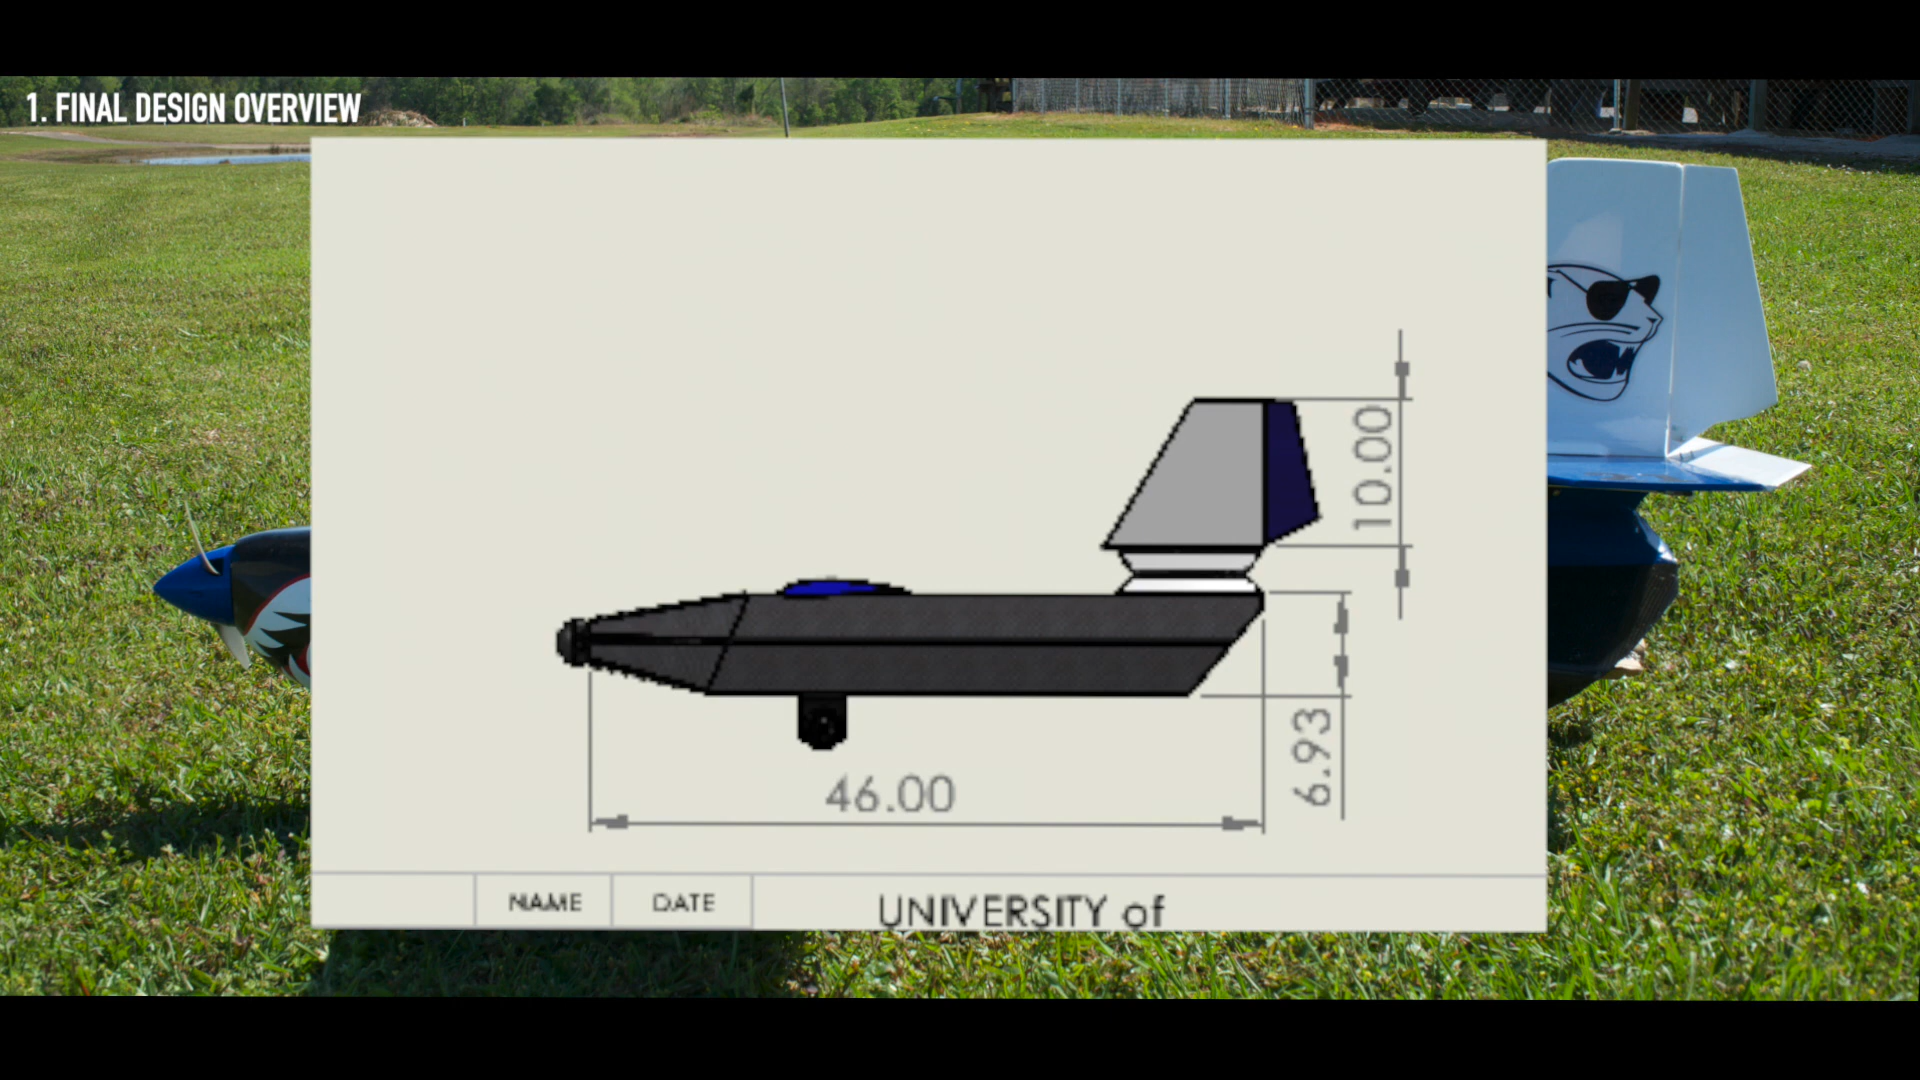 1. FINAL DESIGN OVERVIEW
10.00
6.93
46.00
NAME DATE UNIVERSITY of